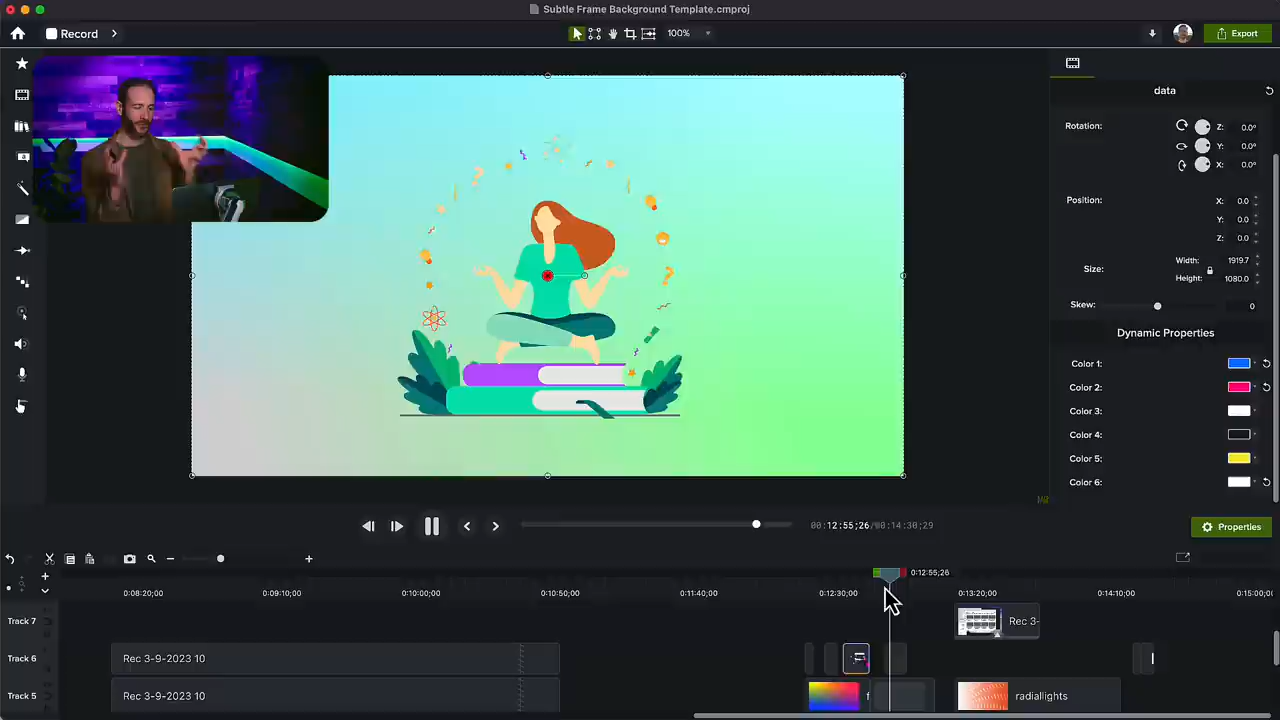 Subtle Frame Background Template.cmproj
Record
100%
Export
data
Rotation:
Z: 0.0°
Y: 0.0°
X: 0.0°
Position:
X: 0.0
Y: 0.0
Z: 0.0
Size:
Width: 1919.7
Height: 1080.0
Skew: 0
Dynamic Properties
Color 1:
Color 2:
Color 3:
Color 4:
Color 5:
Color 6:
00:12:55;26/00:14:30;29
Properties
0:12:55;26
0:08:20;00
0:09:10;00
0:10:00;00
0:10:50;00
0:11:40;00
0:12:30;00
0:13:20;00
0:14:10;00
0:15:00;00
Track 7
Rec 3-
Track 6
Rec 3-9-2023 10
Track 5
Rec 3-9-2023 10
f
radiallights